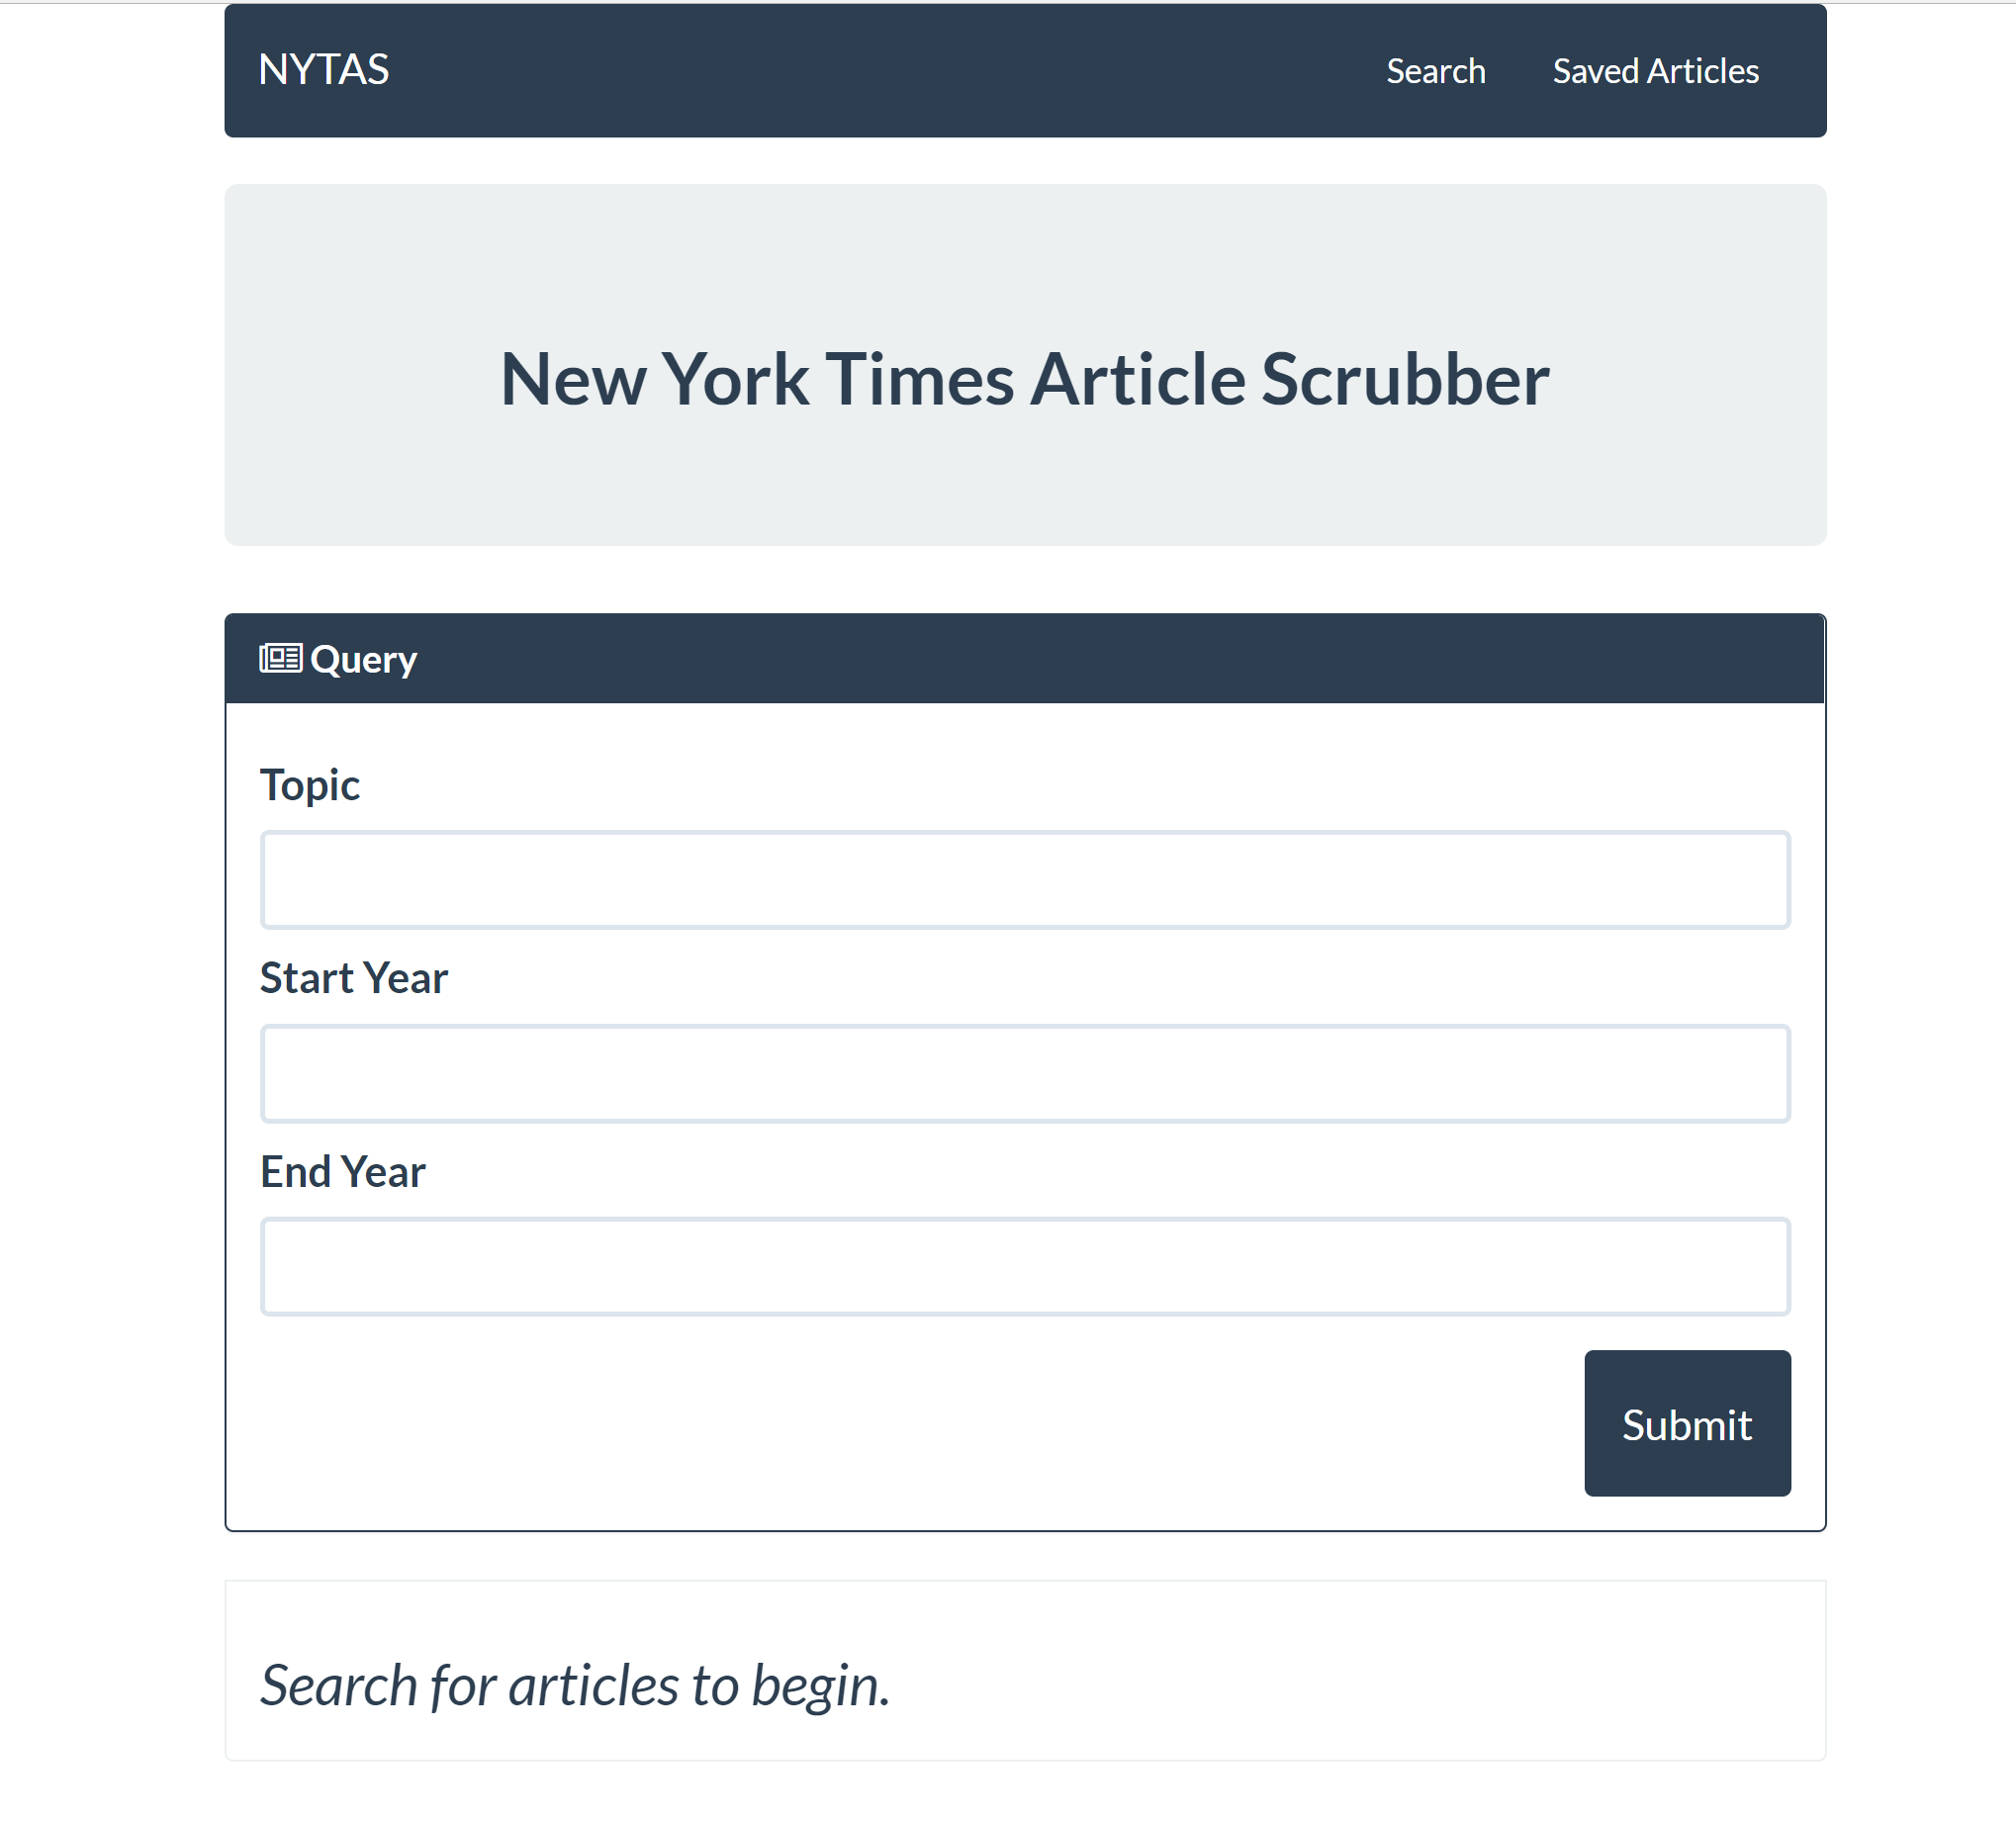 NYTAS Search Saved Articles
New York Times Article Scrubber
Query
Topic
Start Year
End Year
Submit
Search for articles to begin.